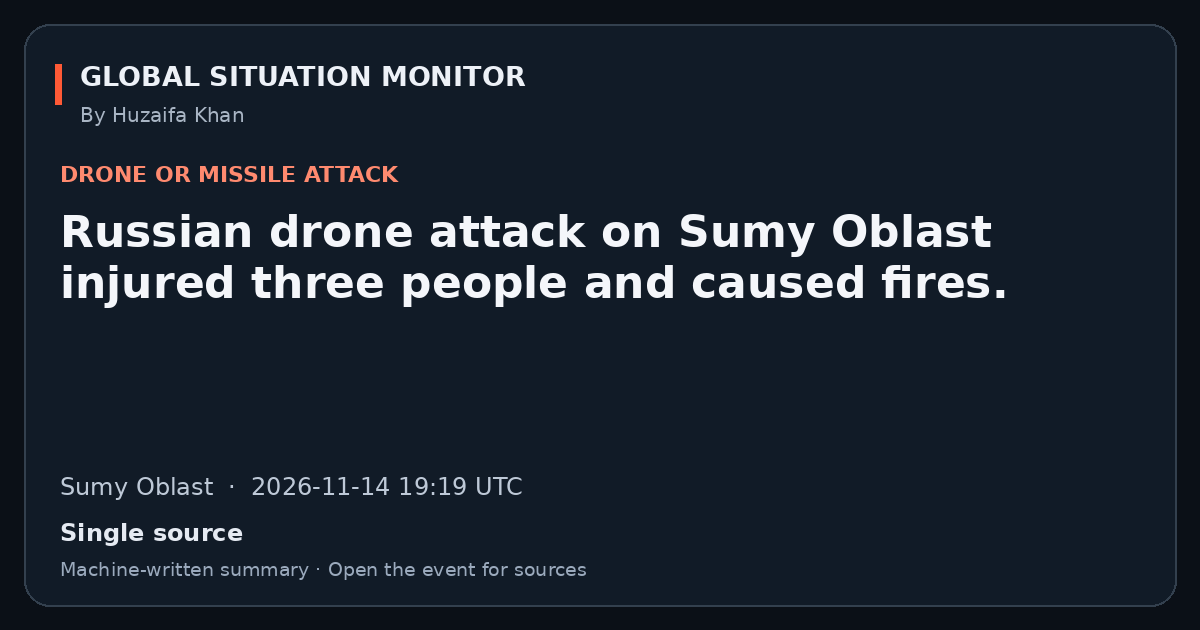 GLOBAL SITUATION MONITOR
By Huzaifa Khan
DRONE OR MISSILE ATTACK
Russian drone attack on Sumy Oblast
injured three people and caused fires.
Sumy Oblast · 2026-11-14 19:19 UTC
Single source
Machine-written summary · Open the event for sources